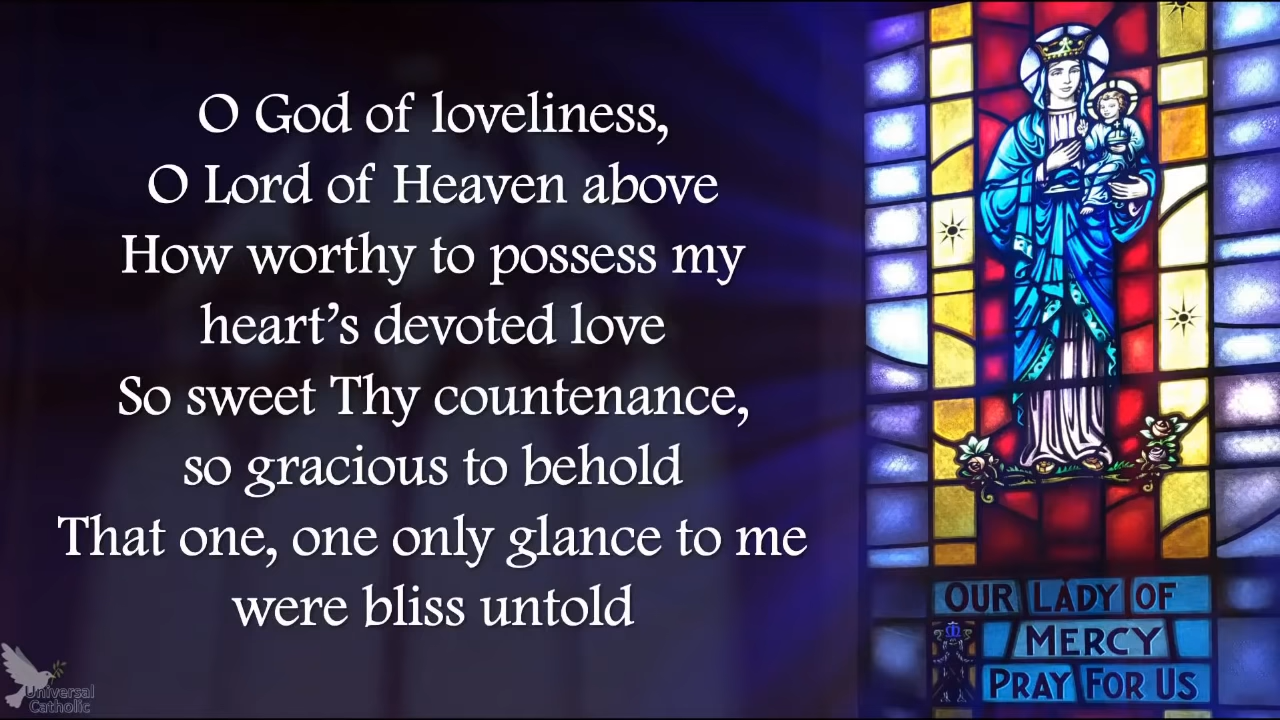 O God of loveliness,
O Lord of Heaven above
How worthy to possess my
heart’s devoted love
So sweet Thy countenance,
so gracious to behold
That one, one only glance to me
were bliss untold
OUR LADY OF
MERCY
PRAY FOR US
Universal
Catholic